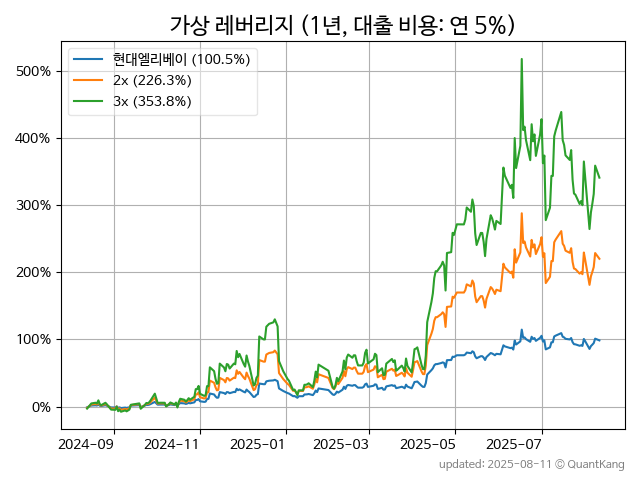 가상 레버리지 (1년, 대출 비용: 연 5%)
현대엘리베이 (100.5%)
2x (226.3%)
3x (353.8%)
500%
400%
300%
200%
100%
0%
2024-09 2024-11 2025-01 2025-03 2025-05 2025-07
updated: 2025-08-11 © QuantKang